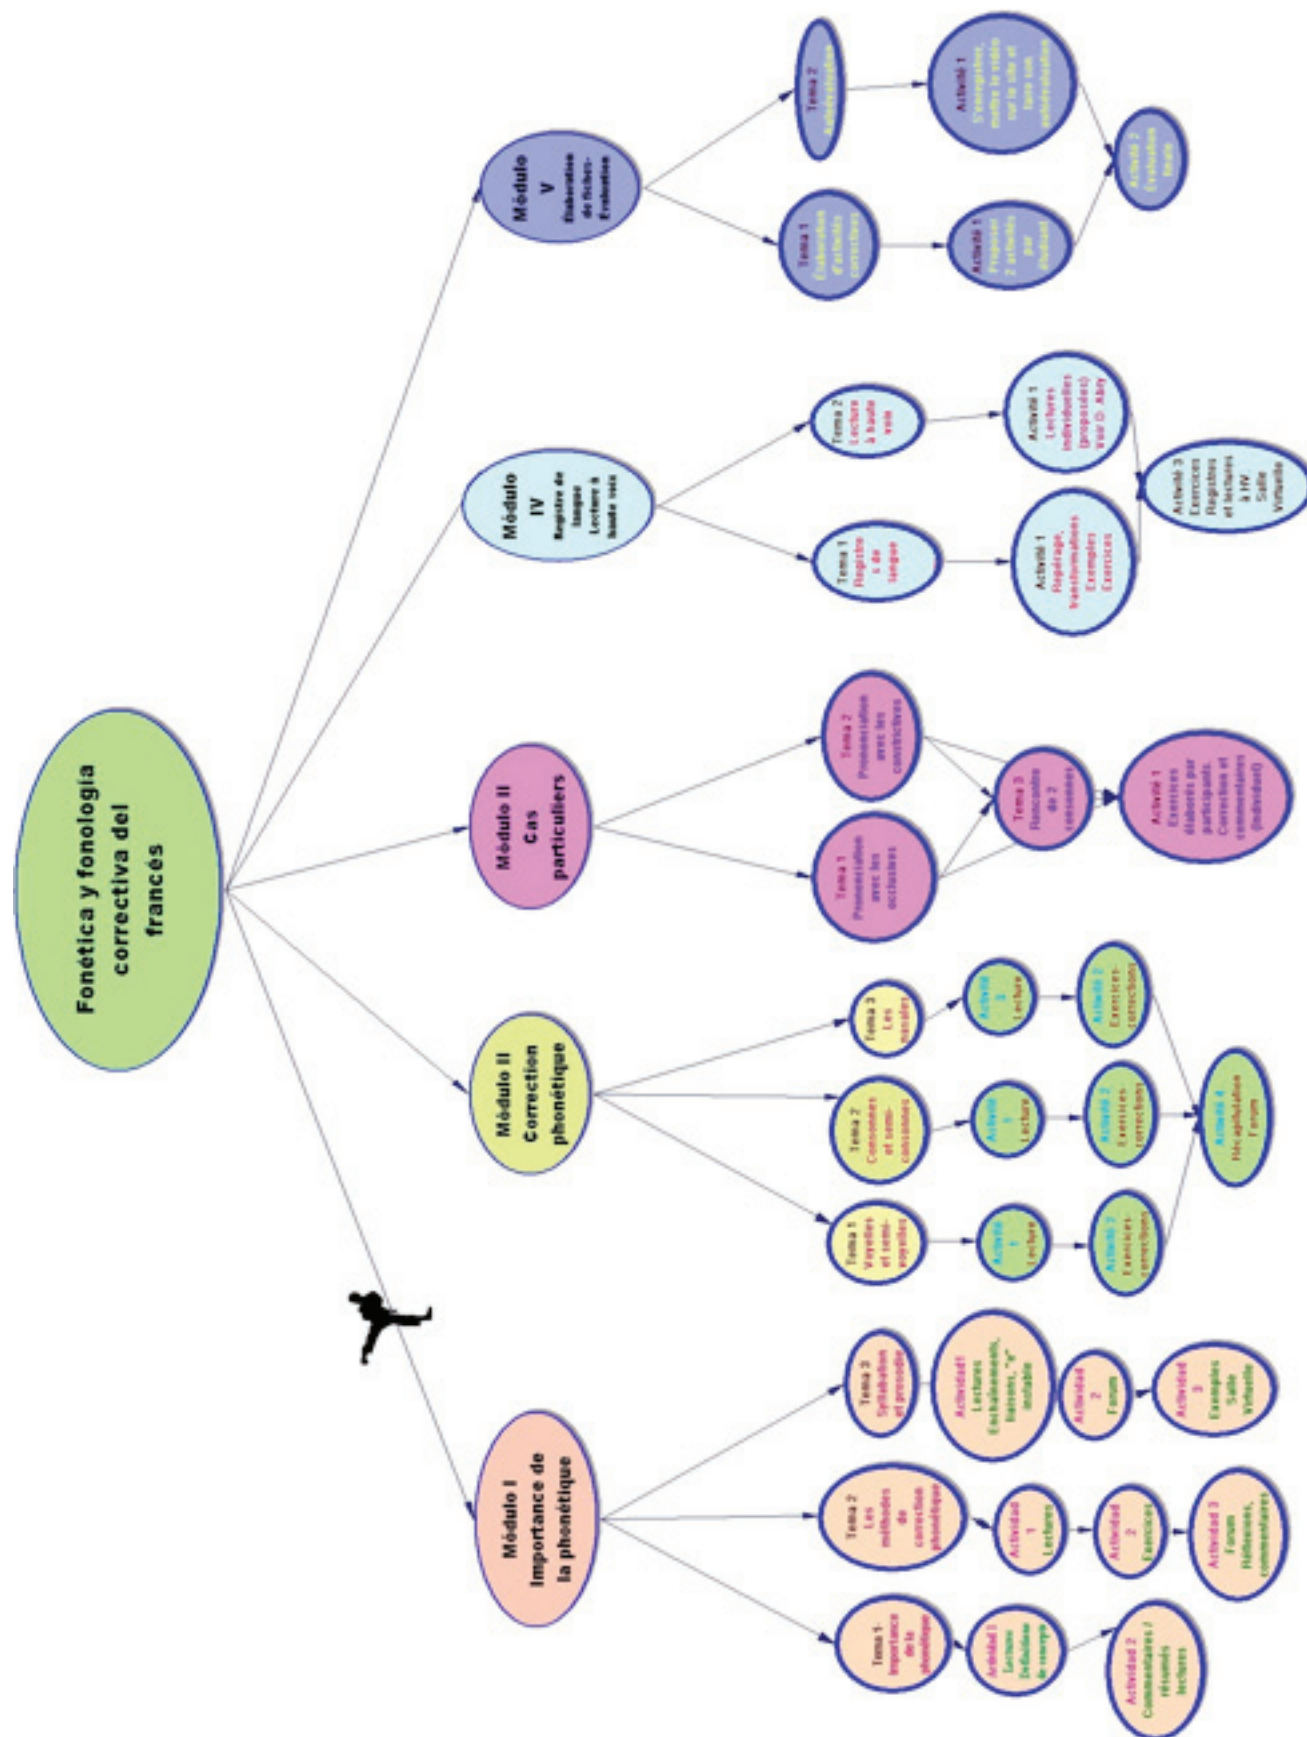 Fonética y fonología
correctiva del
francés
Módulo I
Importance de
la phonétique
Tema 1-
Importance
de la
phonétique
Actividad 1
Lectures
Définitions
de concepts
Actividad 2
Commentaires /
résumés
lectures
Tema 2
Les
méthodes
de
correction
phonétique
Actividad
1
Lectures
Actividad
2
Exercices
Actividad 3
Forum
Réflexions,
commentaires
Tema 3
Syllabation
et prosodie
Actividad1
Lectures
Enchaînements,
liaisons, "e"
instable
Actividad
2
Forum
Actividad
3
Exemples
Salle
Virtuelle
Módulo II
Correction
phonétique
Tema 1
Voyelles
et semi-
voyelles
Activité
1
Lecture
Activité 2
Exercices-
corrections
Tema 2
Consonnes
et semi-
consonnes
Activité
Lecture
Activité 2
Exercices-
corrections
Tema 3
Les
nasales
Activité
Lecture
Activité 2
Exercices-
corrections
Activité 4
Récapitulation
Forum
Módulo II
Cas
particuliers
Tema 1
Prononciation
avec les
occlusives
Tema 2
Prononciation
avec les
constrictives
Tema 3
Rencontre
de 2
consonnes
Activité 1
Exercices
élaborés par
participants.
Correction et
commentaires
(Individuel)
Módulo
IV
Registre de
langue
Lecture à
haute voix
Tema 1
Registre
s de
langue
Activité 1
Repérage,
transformations
Exemples
Exercices
Tema 2
Lecture
à haute
voix
Activité 1
Lectures
individuelles
(proposées)
Voir D. Abry
Activité 3
Exercices
Registres
et lectures
à HV.
Salle
Virtuelle
Módulo
V
Élaboration
de fiches-
Évaluation
Tema 1
Élaboration
d'activités
correctives
Activité 1
Proposer
2 activités
par
étudiant
Tema 2
Autoévaluation
Activité 1
S'enregistrer,
mettre la vidéo
sur le site et
faire son
autoévaluation
Activité 2
Évaluation
finale